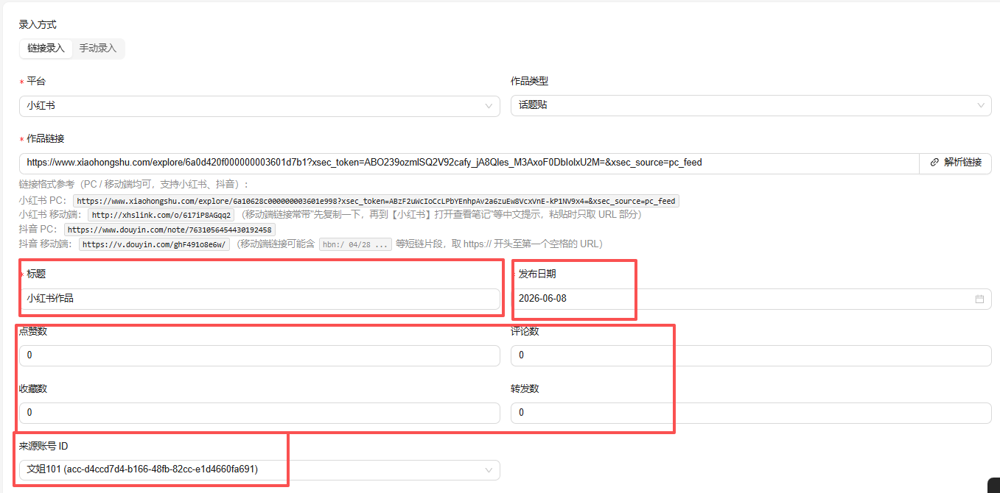 录入方式
链接录入 手动录入
* 平台 作品类型
小红书 话题贴
* 作品链接
https://www.xiaohongshu.com/explore/6a0d420f000000003601d7b1?xsec_token=ABO239ozmlSQ2V92cafy_jA8Qles_M3AxoF0DbIolxU2M=&xsec_source=pc_feed 解析链接
链接格式参考（PC / 移动端均可，支持小红书、抖音）：
小红书 PC： https://www.xiaohongshu.com/explore/6a10628c000000003601e998?xsec_token=ABzF2uWcIoCcLPbYEnhpAv2a6zuEw8VcxVnE-kP1NV9x4=&xsec_source=pc_feed
小红书 移动端： http://xhslink.com/o/617iP8AGqq2 （移动端链接常带"先复制一下，再到【小红书】打开查看笔记"等中文提示，粘贴时只取 URL 部分）
抖音 PC： https://www.douyin.com/note/7631056454430192458
抖音 移动端： https://v.douyin.com/ghF491o8e6w/ （移动端链接可能含 hbn:/ 04/28 ... 等短链片段，取 https:// 开头至第一个空格的 URL）
* 标题 * 发布日期
小红书作品 2026-06-08
点赞数 评论数
0 0
收藏数 转发数
0 0
来源账号 ID
文姐101 (acc-d4ccd7d4-b166-48fb-82cc-e1d4660fa691)